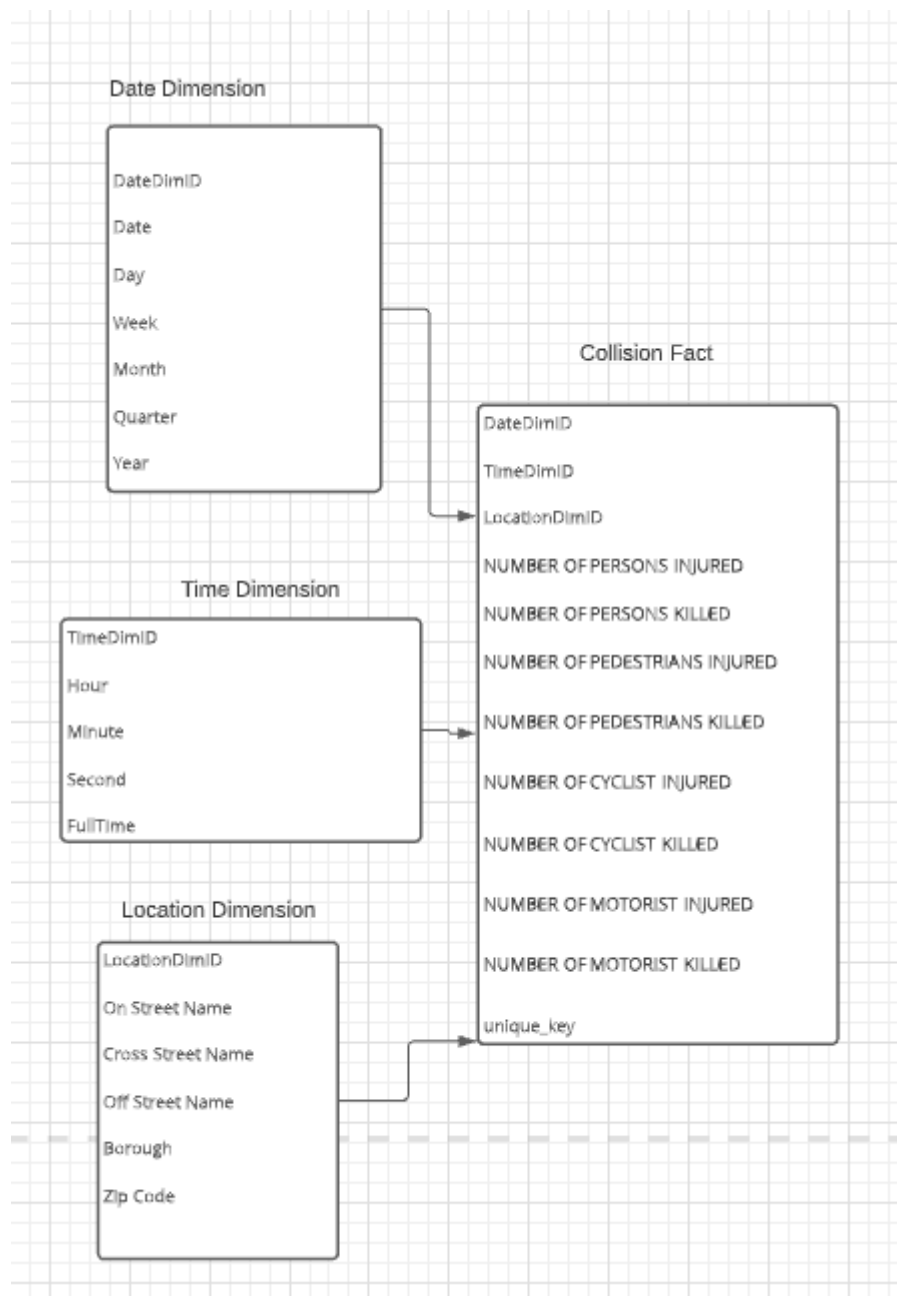 Date Dimension
DateDimID
Date
Day
Week
Month
Quarter
Year
Collision Fact
DateDimID
TimeDimID
LocationDimID
NUMBER OF PERSONS INJURED
NUMBER OF PERSONS KILLED
NUMBER OF PEDESTRIANS INJURED
NUMBER OF PEDESTRIANS KILLED
NUMBER OF CYCLIST INJURED
NUMBER OF CYCLIST KILLED
NUMBER OF MOTORIST INJURED
NUMBER OF MOTORIST KILLED
unique_key
Time Dimension
TimeDimID
Hour
Minute
Second
FullTime
Location Dimension
LocationDimID
On Street Name
Cross Street Name
Off Street Name
Borough
Zip Code